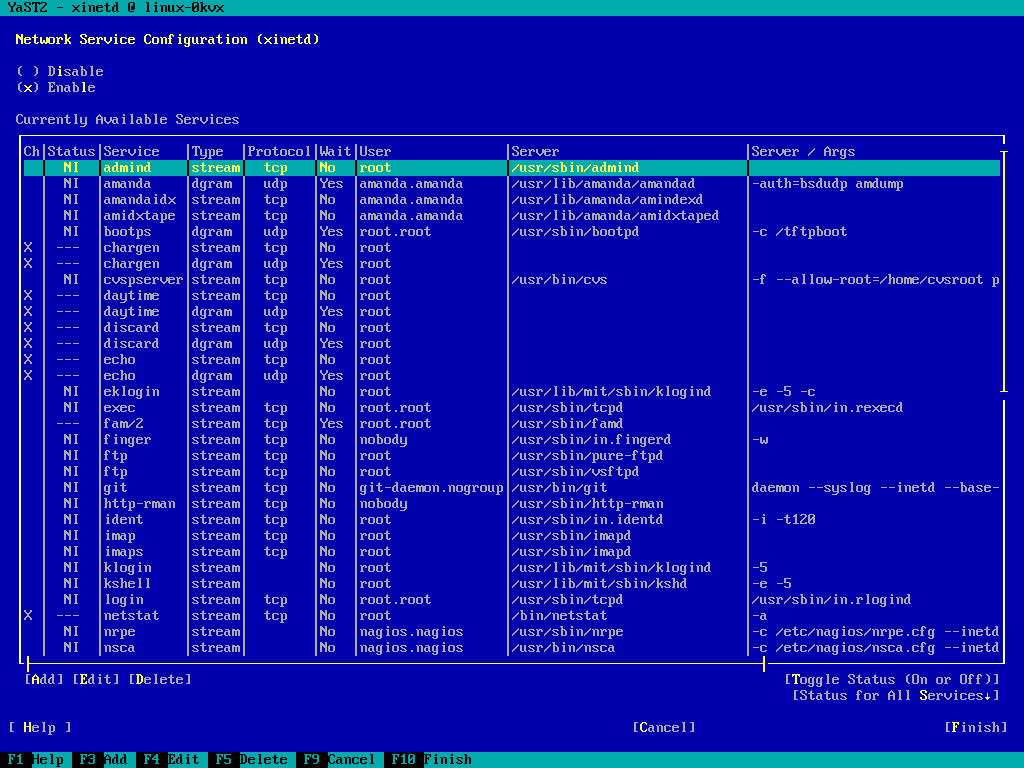 YaST2 - xinetd @ linux-0kvx
Network Service Configuration (xinetd)
( ) Disable
(x) Enable
Currently Available Services
Ch|Status|Service |Type |Protocol|Wait|User |Server |Server / Args
NI admind stream tcp No root /usr/sbin/admind
NI amanda dgram udp Yes amanda.amanda /usr/lib/amanda/amandad -auth=bsdudp amdump
NI amandaidx stream tcp No amanda.amanda /usr/lib/amanda/amindexd
NI amidxtape stream tcp No amanda.amanda /usr/lib/amanda/amidxtaped
NI bootps dgram udp Yes root.root /usr/sbin/bootpd -c /tftpboot
X --- chargen stream tcp No root
X --- chargen dgram udp Yes root
NI cvspserver stream tcp No root /usr/bin/cvs -f --allow-root=/home/cvsroot p
X --- daytime stream tcp No root
X --- daytime dgram udp Yes root
X --- discard stream tcp No root
X --- discard dgram udp Yes root
X --- echo stream tcp No root
X --- echo dgram udp Yes root
NI eklogin stream No root /usr/lib/mit/sbin/klogind -e -5 -c
NI exec stream tcp No root.root /usr/sbin/tcpd /usr/sbin/in.rexecd
--- fam/2 stream tcp Yes root.root /usr/sbin/famd
NI finger stream tcp No nobody /usr/sbin/in.fingerd -w
NI ftp stream tcp No root /usr/sbin/pure-ftpd
NI ftp stream tcp No root /usr/sbin/vsftpd
NI git stream tcp No git-daemon.nogroup /usr/bin/git daemon --syslog --inetd --base-
NI http-rman stream tcp No nobody /usr/sbin/http-rman
NI ident stream tcp No root /usr/sbin/in.identd -i -t120
NI imap stream tcp No root /usr/sbin/imapd
NI imaps stream tcp No root /usr/sbin/imapd
NI klogin stream No root /usr/lib/mit/sbin/klogind -5
NI kshell stream No root /usr/lib/mit/sbin/kshd -e -5
NI login stream tcp No root.root /usr/sbin/tcpd /usr/sbin/in.rlogind
X --- netstat stream tcp No root /bin/netstat -a
NI nrpe stream No nagios.nagios /usr/sbin/nrpe -c /etc/nagios/nrpe.cfg --inetd
NI nsca stream No nagios.nagios /usr/bin/nsca -c /etc/nagios/nsca.cfg --inetd
[Add] [Edit] [Delete] [Toggle Status (On or Off)]
[Status for All Services↓]
[ Help ] [Cancel] [Finish]
F1 Help F3 Add F4 Edit F5 Delete F9 Cancel F10 Finish